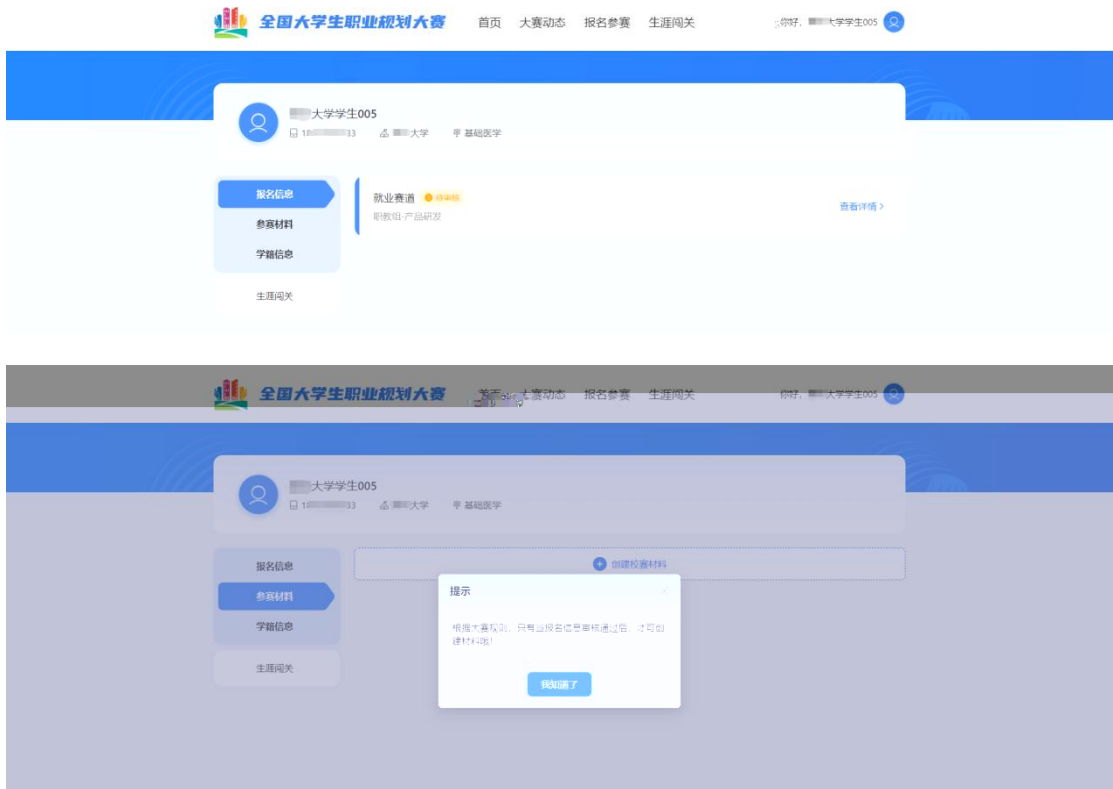 全国大学生职业规划大赛 首页 大赛动态 报名参赛 生涯闯关 你好, 大学学生005
大学学生005
18 33 大学 基础医学
报名信息
就业赛道 待审核
职教组-产品研发
查看详情 >
参赛材料
学籍信息
生涯闯关
全国大学生职业规划大赛 首页 大赛动态 报名参赛 生涯闯关 你好, 大学学生005
大学学生005
18 33 大学 基础医学
报名信息
创建校赛材料
参赛材料
学籍信息
生涯闯关
提示
根据大赛规则, 只有当报名信息审核通过后, 才可创
建材料哦!
我知道了